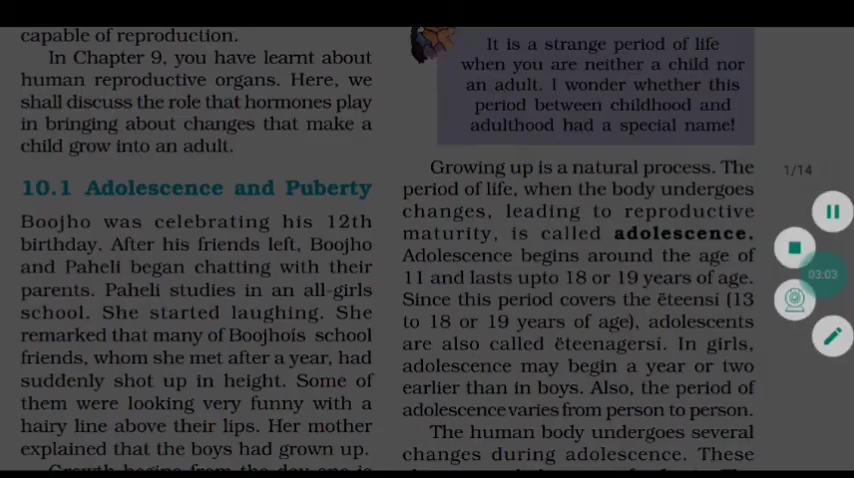 capable of reproduction.
In Chapter 9, you have learnt about
human reproductive organs. Here, we
shall discuss the role that hormones play
in bringing about changes that make a
child grow into an adult.
10.1 Adolescence and Puberty
Boojho was celebrating his 12th
birthday. After his friends left, Boojho
and Paheli began chatting with their
parents. Paheli studies in an all-girls
school. She started laughing. She
remarked that many of Boojhoís school
friends, whom she met after a year, had
suddenly shot up in height. Some of
them were looking very funny with a
hairy line above their lips. Her mother
explained that the boys had grown up.
Growth begins from the day one is
It is a strange period of life
when you are neither a child nor
an adult. I wonder whether this
period between childhood and
adulthood had a special name!
Growing up is a natural process. The
period of life, when the body undergoes
changes, leading to reproductive
maturity, is called adolescence.
Adolescence begins around the age of
11 and lasts upto 18 or 19 years of age.
Since this period covers the ëteensí (13
to 18 or 19 years of age), adolescents
are also called ëteenagersí. In girls,
adolescence may begin a year or two
earlier than in boys. Also, the period of
adolescence varies from person to person.
The human body undergoes several
changes during adolescence. These
1/14
03:03